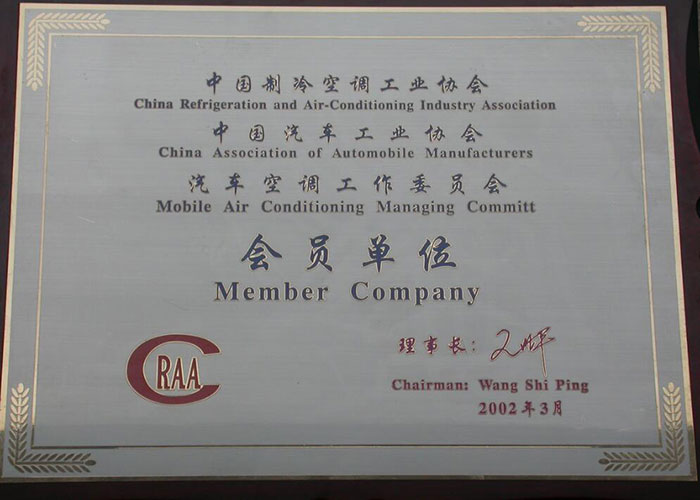 中国制冷空调工业协会
China Refrigeration and Air-Conditioning Industry Association
中国汽车工业协会
China Association of Automobile Manufacturers
汽车空调工作委员会
Mobile Air Conditioning Managing Committ
会员单位
Member Company
CRAA
理事长:
Chairman: Wang Shi Ping
2002年3月